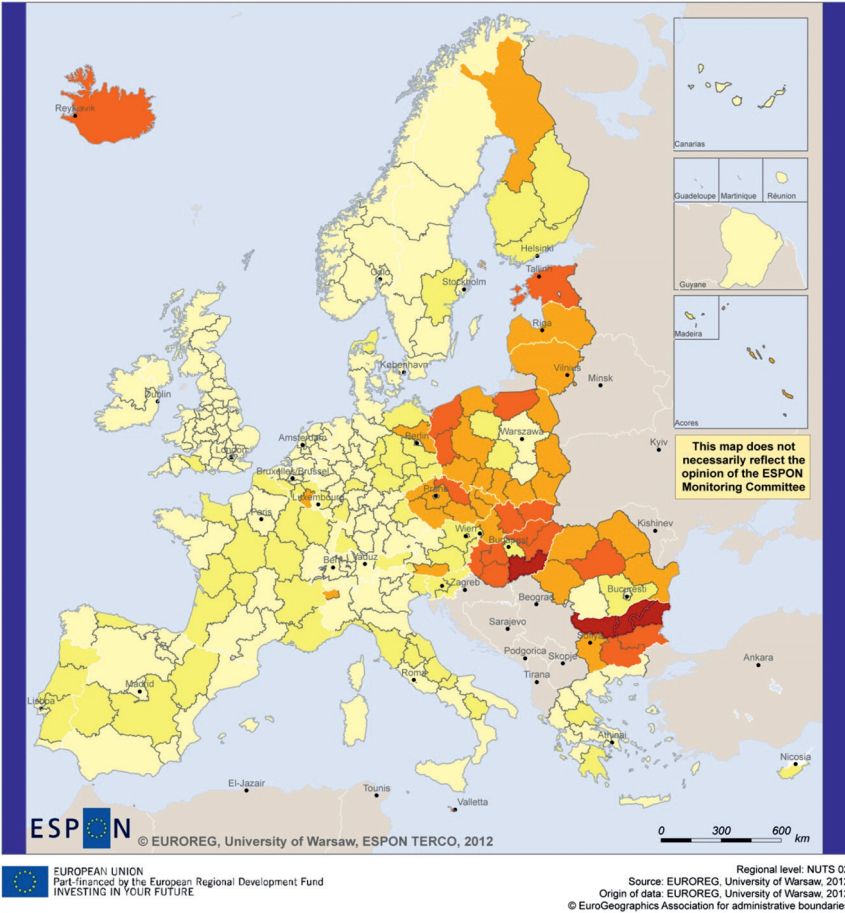 Canarias
Guadeloupe
Martinique
Réunion
Guyane
Madeira
Acores
This map does not
necessarily reflect the
opinion of the ESPON
Monitoring Committee
Reykjavik
Helsinki
Tallinn
Oslo
Stockholm
Riga
København
Vilnius
Minsk
Dublin
Warszawa
Berlin
Amsterdam
London
Kyiv
Bruxelles/Brussel
Praha
Luxembourg
Paris
Kishinev
Wien
Budapest
Bern
Vaduz
Zagreb
Bucuresti
Beograd
Sarajevo
Sofiya
Podgorica
Skopje
Ankara
Roma
Tirana
Madrid
Lisboa
Athinai
Nicosia
El-Jazair
Tounis
Valletta
ESPON
© EUROREG, University of Warsaw, ESPON TERCO, 2012
0 300 600 km
EUROPEAN UNION
Part-financed by the European Regional Development Fund
INVESTING IN YOUR FUTURE
Regional level: NUTS 02
Source: EUROREG, University of Warsaw, 2012
Origin of data: EUROREG, University of Warsaw, 2012
© EuroGeographics Association for administrative boundaries